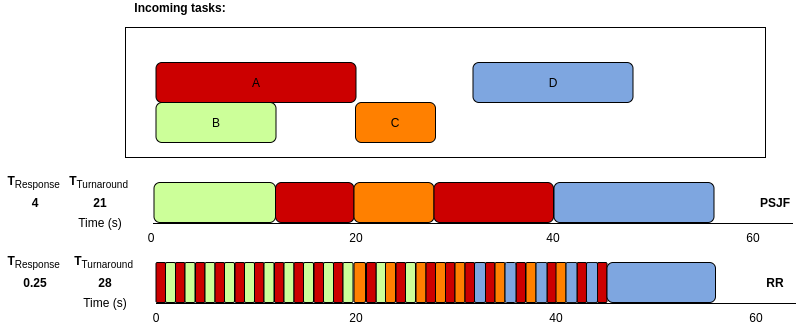 Incoming tasks:
A
D
B
C
TResponse TTurnaround
4 21 PSJF
Time (s)
0 20 40 60
TResponse TTurnaround
0.25 28 RR
Time (s)
0 20 40 60